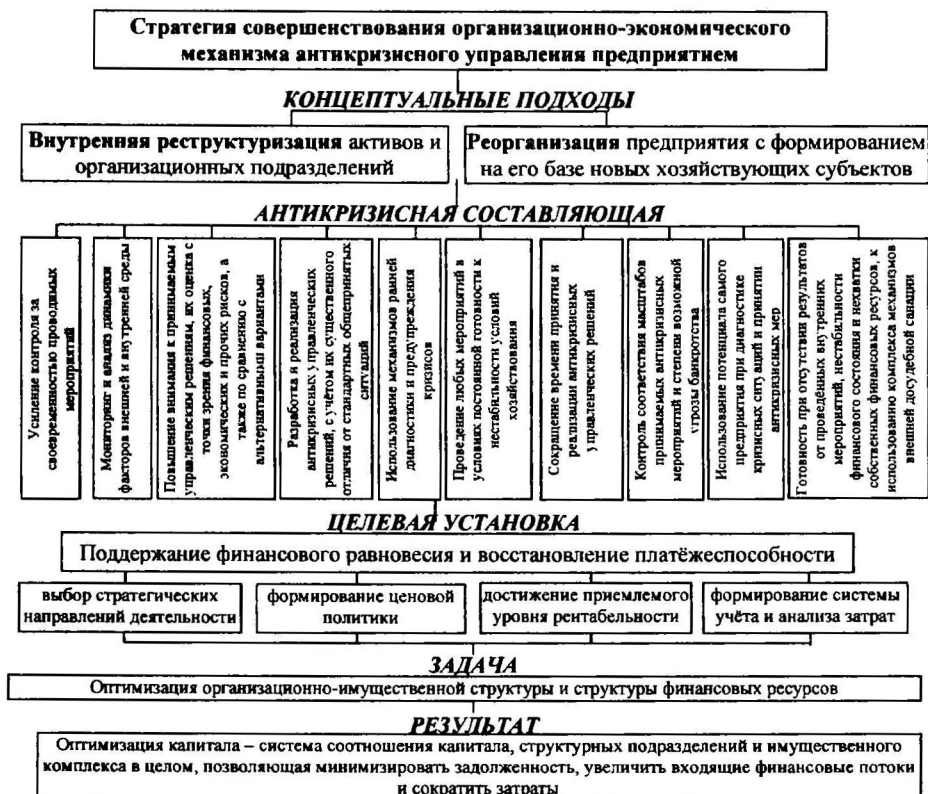 Стратегия совершенствования организационно-экономического
механизма антикризисного управления предприятием
КОНЦЕПТУАЛЬНЫЕ ПОДХОДЫ
Внутренняя реструктуризация активов и
организационных подразделений
Реорганизация предприятия с формированием
на его базе новых хозяйствующих субъектов
АНТИКРИЗИСНАЯ СОСТАВЛЯЮЩАЯ
Усиление контроля за
своевременностью проводимых
мероприятий
Мониторинг и анализ динамики
факторов внешней и внутренней среды
Повышение внимания к принимаемых
управленческим решениям, их оценка с
точки зрения финансовых,
экономических и прочих рисков, а
также по сравнению с
альтернативными вариантами
Разработка и реализация
антикризисных управленческих
решений, с учётом их существенного
отличия от стандартных общепринятых
ситуаций
Использование механизмов ранней
диагностики и предупреждения
кризисов
Проведение любых мероприятий в
условиях постоянной готовности к
нестабильности условий
хозяйствования
Сокращение времени принятия и
реализации антикризисных
управленческих решений
Контроль соответствия масштабов
принимаемых антикризисных
мероприятий и степени возможной
угрозы банкротства
Использование потенциала самого
предприятия при диагностике
кризисных ситуаций и принятии
антикризисных мер
Готовность при отсутствии результатов
от проведённых внутренних
мероприятий, нестабильности
финансового состояния и нехватки
собственных финансовых ресурсов, к
использованию комплекса механизмов
внешней досудебной санации
ЦЕЛЕВАЯ УСТАНОВКА
Поддержание финансового равновесия и восстановление платёжеспособности
выбор стратегических
направлений деятельности
формирование ценовой
политики
достижение приемлемого
уровня рентабельности
формирование системы
учёта и анализа затрат
ЗАДАЧА
Оптимизация организационно-имущественной структуры и структуры финансовых ресурсов
РЕЗУЛЬТАТ
Оптимизация капитала – система соотношения капитала, структурных подразделений и имущественного
комплекса в целом, позволяющая минимизировать задолженность, увеличить входящие финансовые потоки
и сократить затраты